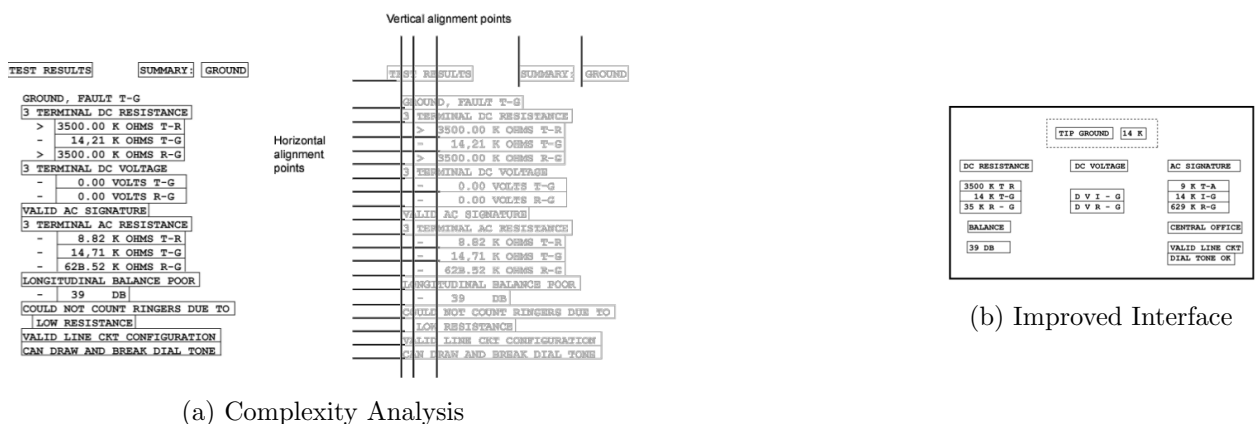 Vertical alignment points
TEST RESULTS SUMMARY: GROUND
GROUND, FAULT T-G
3 TERMINAL DC RESISTANCE
> 3500.00 K OHMS T-R
- 14,21 K OHMS T-G
> 3500.00 K OHMS R-G
3 TERMINAL DC VOLTAGE
- 0.00 VOLTS T-G
- 0.00 VOLTS R-G
VALID AC SIGNATURE
3 TERMINAL AC RESISTANCE
- 8.82 K OHMS T-R
- 14,71 K OHMS T-G
- 62B.52 K OHMS R-G
LONGITUDINAL BALANCE POOR
- 39 DB
COULD NOT COUNT RINGERS DUE TO
LOW RESISTANCE
VALID LINE CKT CONFIGURATION
CAN DRAW AND BREAK DIAL TONE
Horizontal
alignment
points
TEST RESULTS SUMMARY: GROUND
GROUND, FAULT T-G
3 TERMINAL DC RESISTANCE
> 3500.00 K OHMS T-R
- 14,21 K OHMS T-G
> 3500.00 K OHMS R-G
3 TERMINAL DC VOLTAGE
- 0.00 VOLTS T-G
- 0.00 VOLTS R-G
VALID AC SIGNATURE
3 TERMINAL AC RESISTANCE
- 8.82 K OHMS T-R
- 14,71 K OHMS T-G
- 62B.52 K OHMS R-G
LONGITUDINAL BALANCE POOR
- 39 DB
COULD NOT COUNT RINGERS DUE TO
LOW RESISTANCE
VALID LINE CKT CONFIGURATION
CAN DRAW AND BREAK DIAL TONE
(a) Complexity Analysis
TIP GROUND 14 K
DC RESISTANCE DC VOLTAGE AC SIGNATURE
3500 K T R 9 K T-A
14 K T-G D V I - G 14 K I-G
35 K R - G D V R - G 629 K R-G
BALANCE CENTRAL OFFICE
39 DB VALID LINE CKT
DIAL TONE OK
(b) Improved Interface